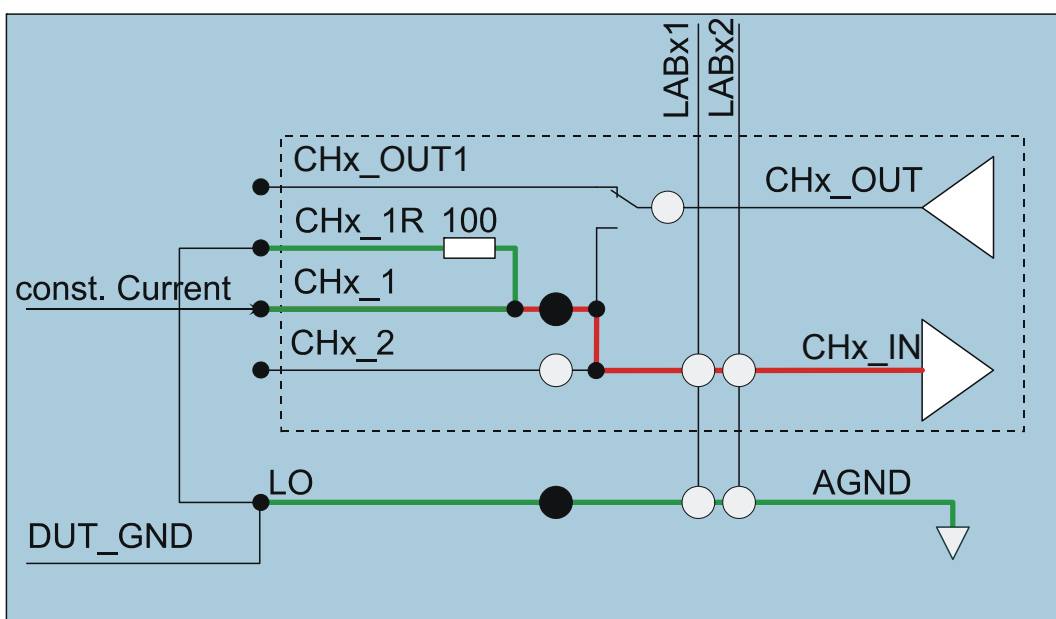 LABx1
LABx2
CHx_OUT1
CHx_OUT
CHx_1R 100
const. Current
CHx_1
CHx_2
CHx_IN
LO
AGND
DUT_GND